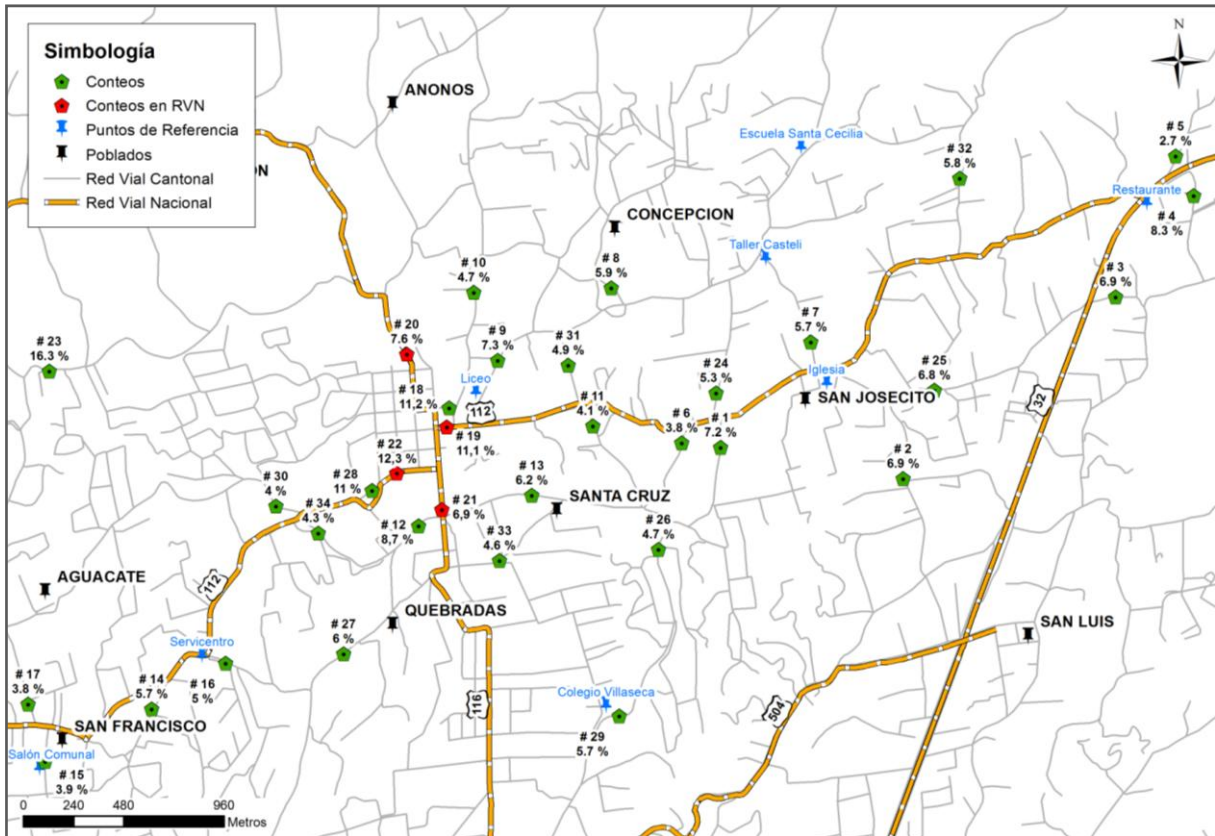 Simbología
Conteos
Conteos en RVN
Puntos de Referencia
Poblados
Red Vial Cantonal
Red Vial Nacional
N
ANONOS
ON
Escuela Santa Cecilia
# 5
2.7 %
# 32
5.8 %
Restaurante
# 4
8.3 %
CONCEPCION
Taller Casteli
# 10
4.7 %
# 8
5.9 %
# 3
6.9 %
# 7
5.7 %
# 20
7.6 %
# 9
7.3 %
# 31
4.9 %
# 23
16.3 %
# 24
5.3 %
Iglesia
# 25
6.8 %
Liceo
# 18
11,2 %
112
# 11
4.1 %
SAN JOSECITO
32
# 6
3.8 %
# 1
7.2 %
# 19
11,1 %
# 22
12,3 %
# 2
6.9 %
# 13
6.2 %
# 30
4 %
# 28
11 %
# 34
4.3 %
# 21
6,9 %
SANTA CRUZ
# 12
8,7 %
# 33
4.6 %
# 26
4.7 %
AGUACATE
112
QUEBRADAS
# 27
6 %
SAN LUIS
Servicentro
# 17
3.8 %
# 14
5.7 %
# 16
5 %
116
Colegio Villaseca
504
SAN FRANCISCO
# 29
5.7 %
Salón Comunal
# 15
3.9 %
0 240 480 960
Metros